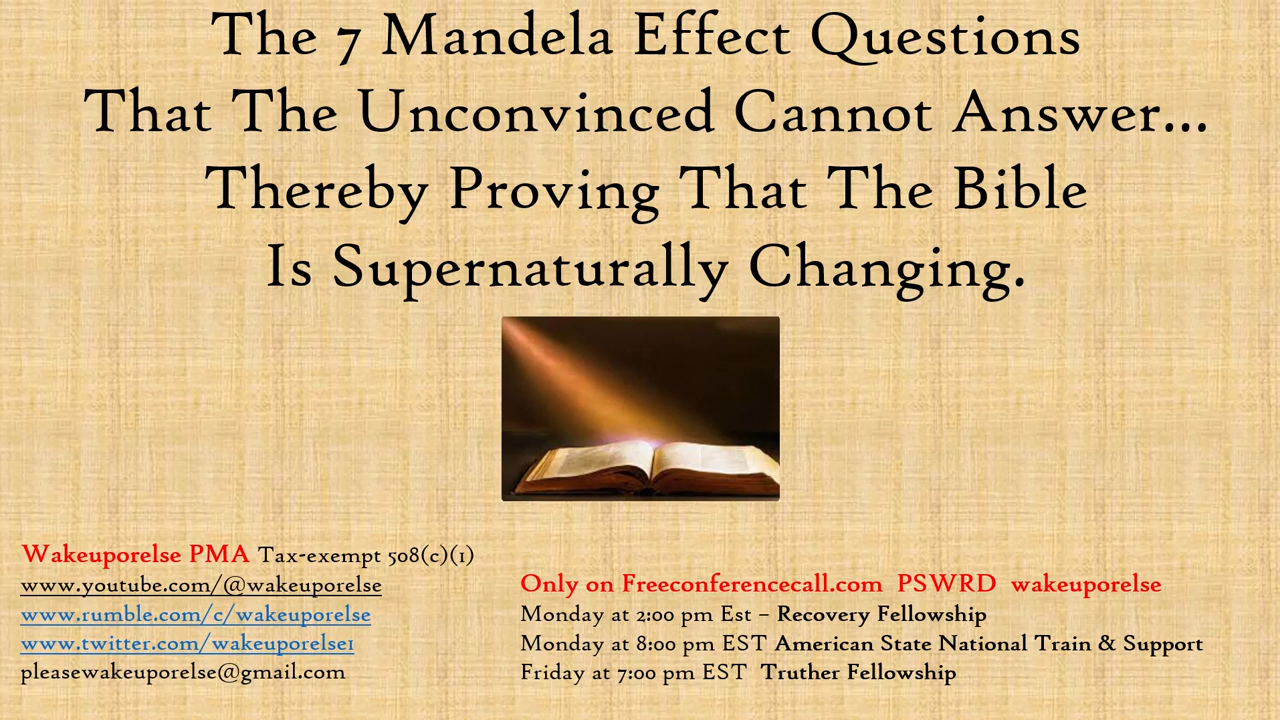 The 7 Mandela Effect Questions
That The Unconvinced Cannot Answer...
Thereby Proving That The Bible
Is Supernaturally Changing.
Wakeuporelse PMA Tax-exempt 508(c)(1)
www.youtube.com/@wakeuporelse
www.rumble.com/c/wakeuporelse
www.twitter.com/wakeuporelse1
pleasewakeuporelse@gmail.com
Only on Freeconferencecall.com PSWRD wakeuporelse
Monday at 2:00 pm Est – Recovery Fellowship
Monday at 8:00 pm EST American State National Train & Support
Friday at 7:00 pm EST Truther Fellowship